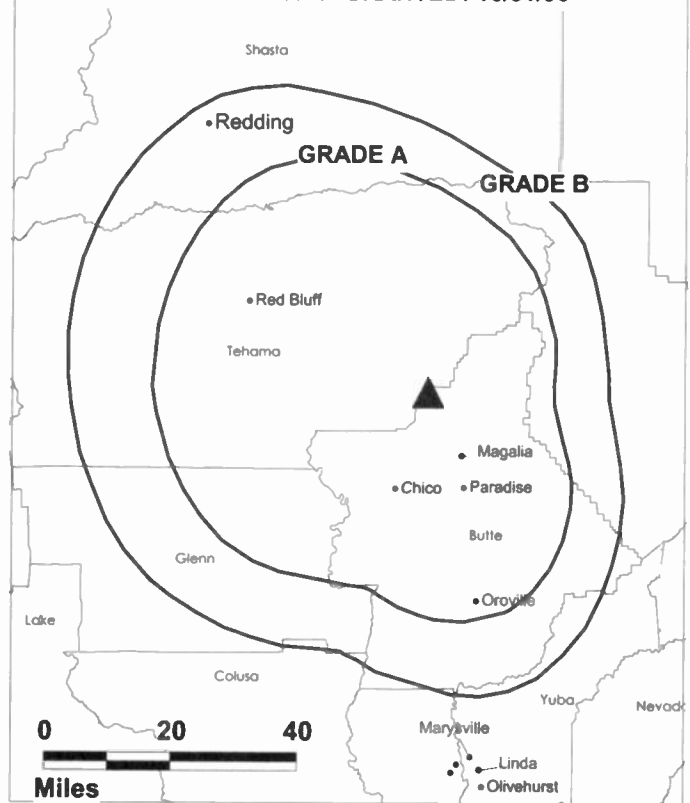 Shasta
Redding
GRADE A
GRADE B
Red Bluff
Tehama
Magalia
Chico
Paradise
Butte
Glenn
Oroville
Lake
Colusa
Yuba
Nevad
Marysville
0 20 40
Linda
Miles
Olivehurst